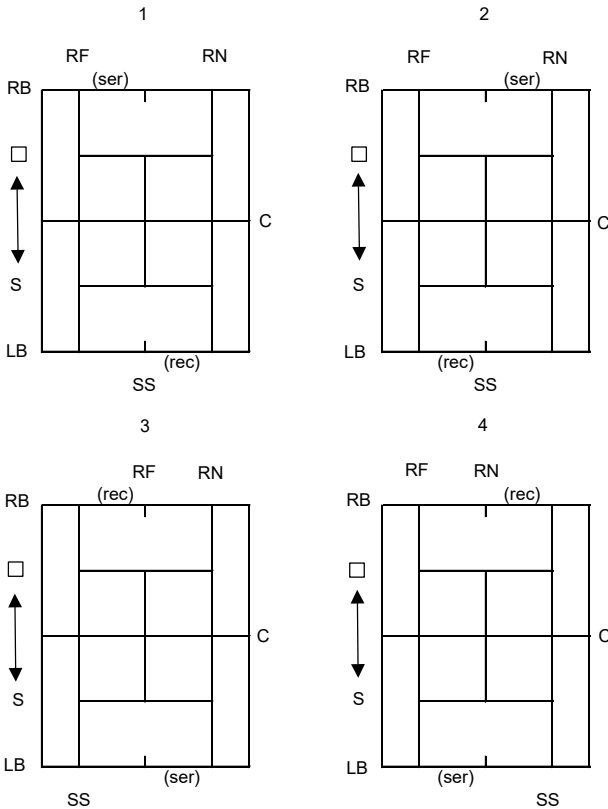 1
RF RN
(ser)
RB
C
S
LB
(rec)
SS
2
RF RN
(ser)
RB
C
S
LB
(rec)
SS
3
RF RN
(rec)
RB
C
S
LB
(ser)
SS
4
RF RN
(rec)
RB
C
S
LB
(ser)
SS